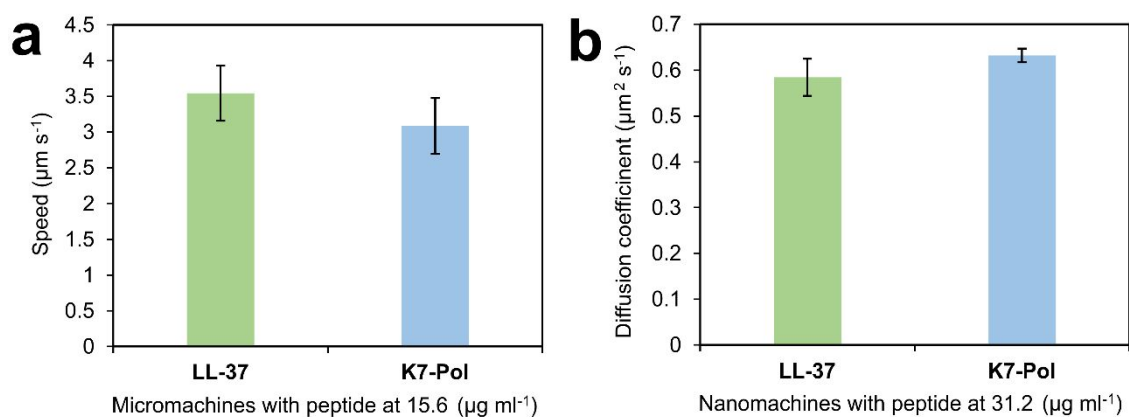 a
4.5
4
3.5
3
2.5
2
1.5
1
0.5
0
Speed (µm s⁻¹)
LL-37 K7-Pol
Micromachines with peptide at 15.6 (µg ml⁻¹)
b
0.7
0.6
0.5
0.4
0.3
0.2
0.1
0
Diffusion coefficinent (µm² s⁻¹)
LL-37 K7-Pol
Nanomachines with peptide at 31.2 (µg ml⁻¹)